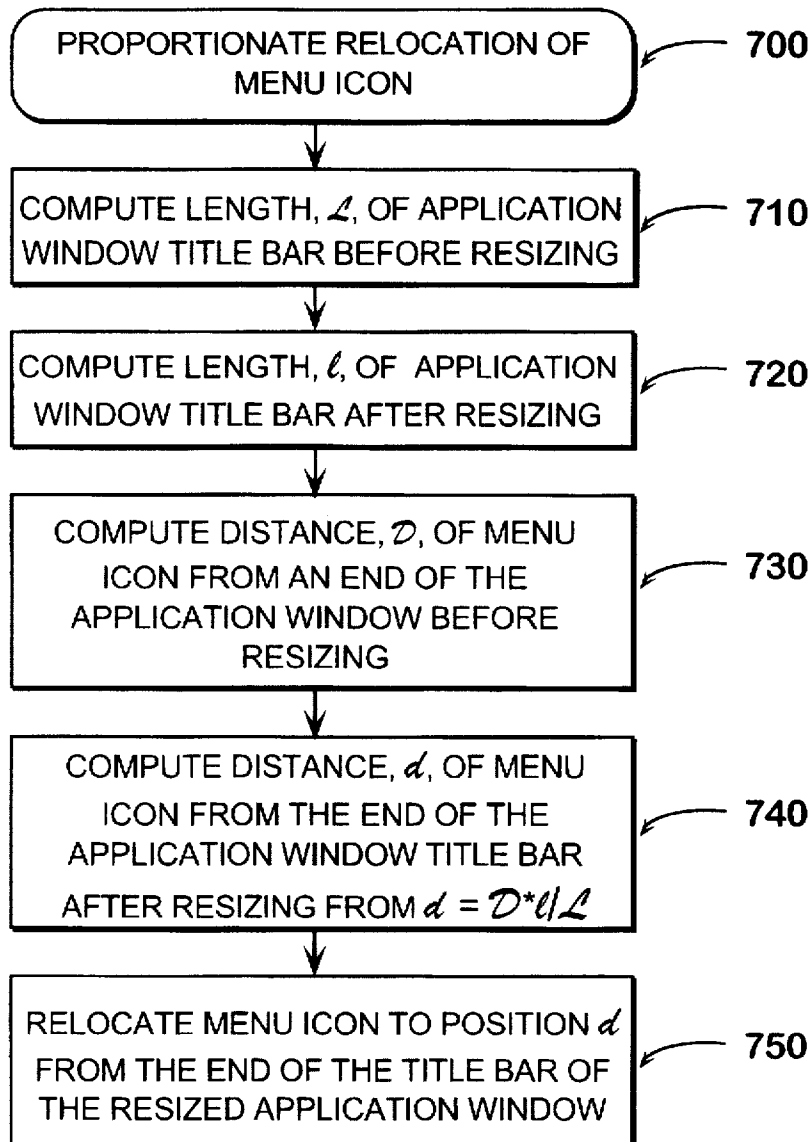 PROPORTIONATE RELOCATION OF
MENU ICON
700
COMPUTE LENGTH, ℒ, OF APPLICATION
WINDOW TITLE BAR BEFORE RESIZING
710
COMPUTE LENGTH, ℓ, OF APPLICATION
WINDOW TITLE BAR AFTER RESIZING
720
COMPUTE DISTANCE, 𝒟, OF MENU
ICON FROM AN END OF THE
APPLICATION WINDOW BEFORE
RESIZING
730
COMPUTE DISTANCE, 𝒹, OF MENU
ICON FROM THE END OF THE
APPLICATION WINDOW TITLE BAR
AFTER RESIZING FROM 𝒹 = 𝒟*ℓ/ℒ
740
RELOCATE MENU ICON TO POSITION 𝒹
FROM THE END OF THE TITLE BAR OF
THE RESIZED APPLICATION WINDOW
750